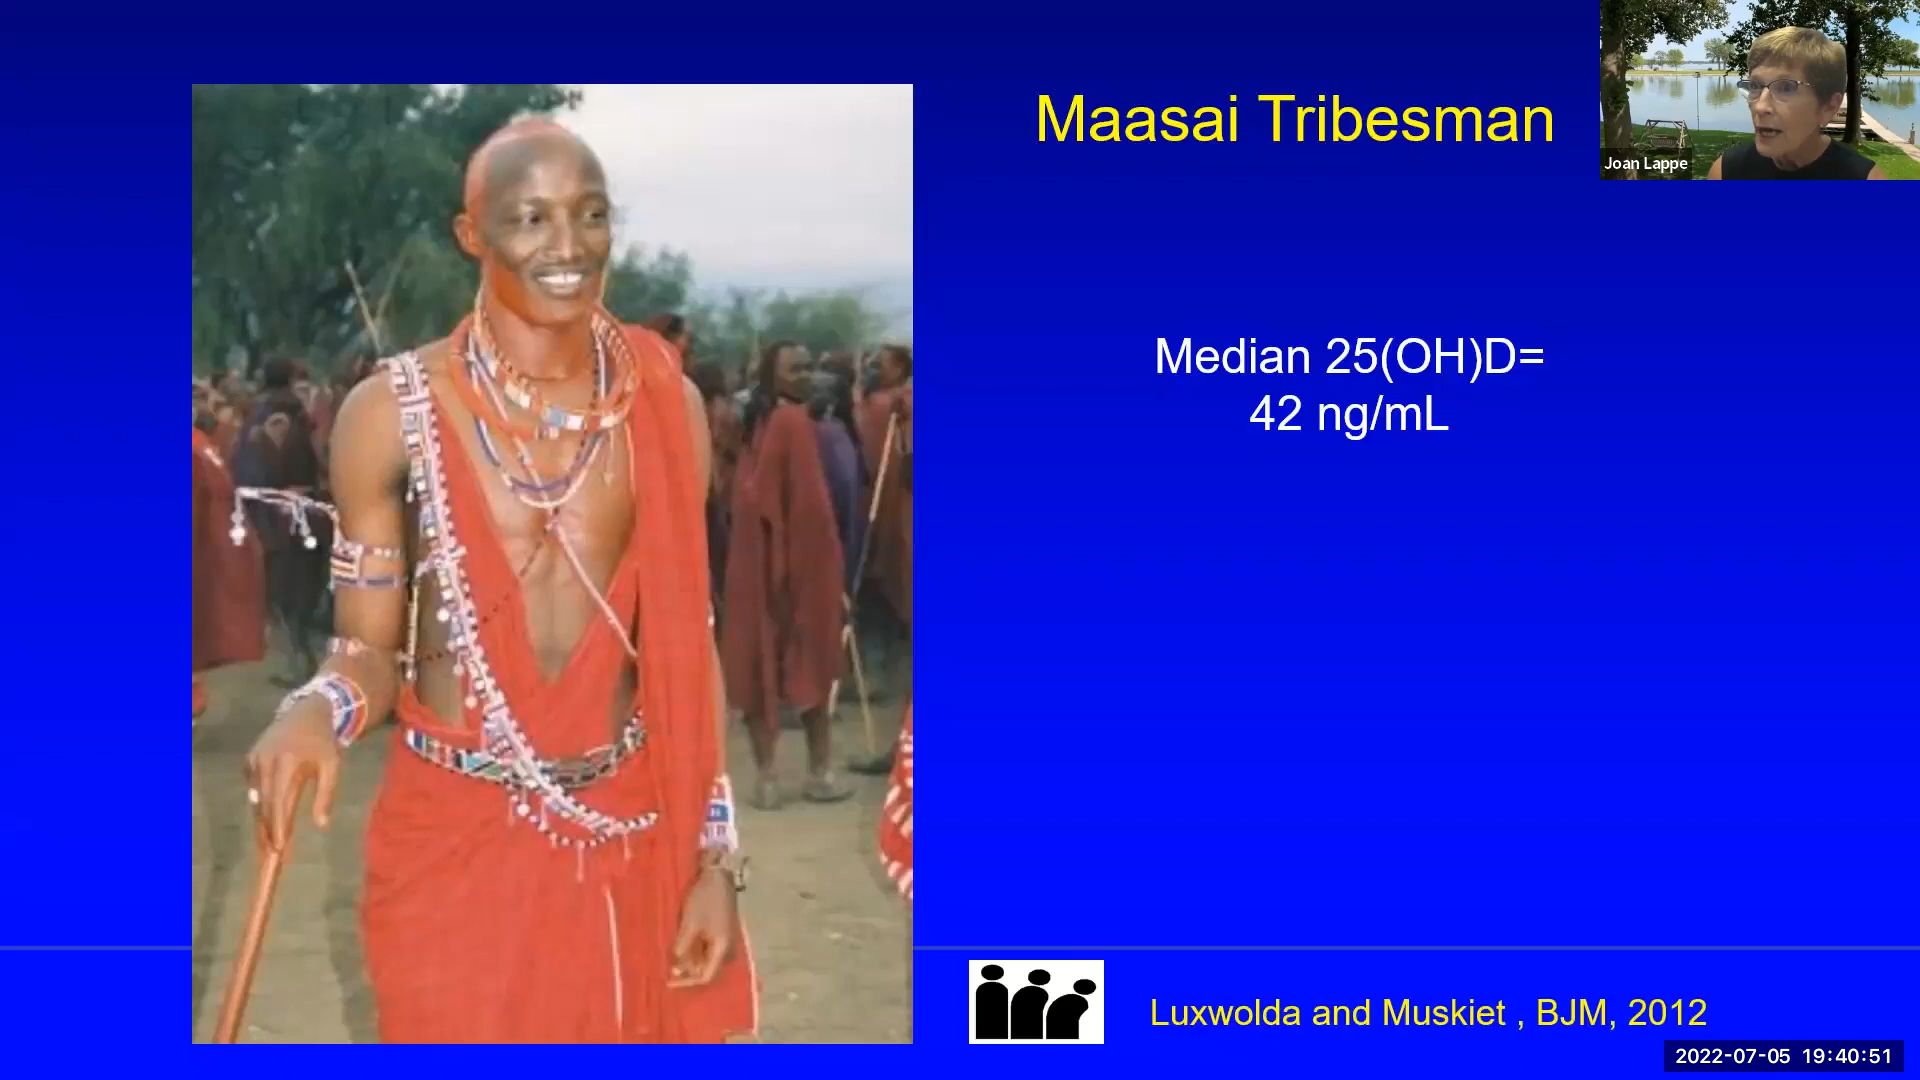 Maasai Tribesman
Joan Lappe
Median 25(OH)D=
42 ng/mL
Luxwolda and Muskiet , BJM, 2012
2022-07-05 19:40:51